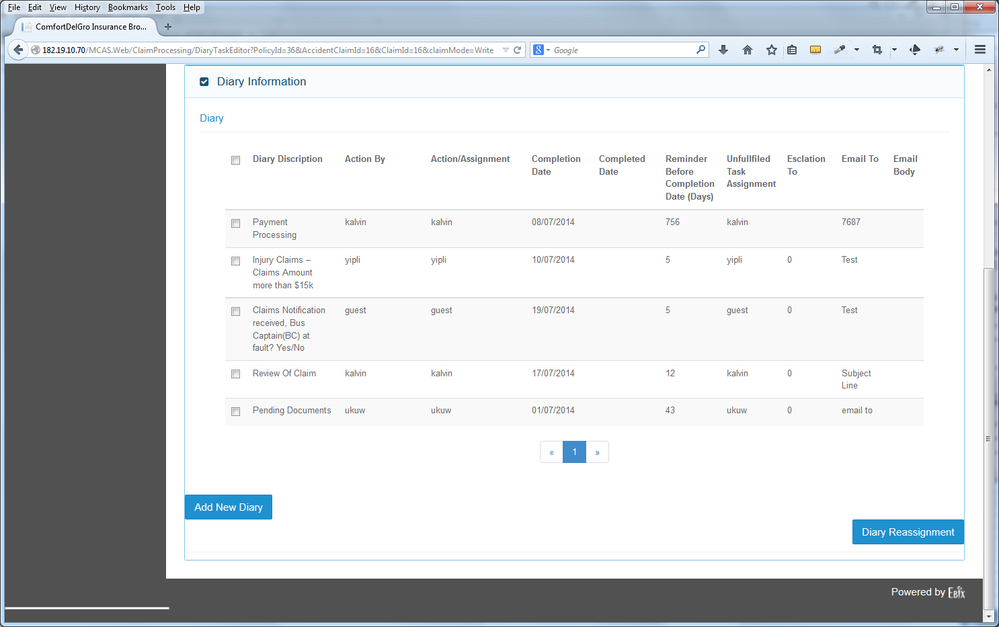 File Edit View History Bookmarks Tools Help
ComfortDelGro Insurance Bro...
182.19.10.70/MCAS.Web/ClaimProcessing/DiaryTaskEditor?PolicyId=36&AccidentClaimId=16&ClaimId=16&claimMode=Write
Google
Diary Information
Diary
Diary Discription Action By Action/Assignment Completion Date Completed Date Reminder Before Completion Date (Days) Unfullfiled Task Assignment Esclation To Email To Email Body
Payment Processing kalvin kalvin 08/07/2014 756 kalvin 7687
Injury Claims – Claims Amount more than $15k yipli yipli 10/07/2014 5 yipli 0 Test
Claims Notification received, Bus Captain(BC) at fault? Yes/No guest guest 19/07/2014 5 guest 0 Test
Review Of Claim kalvin kalvin 17/07/2014 12 kalvin 0 Subject Line
Pending Documents ukuw ukuw 01/07/2014 43 ukuw 0 email to
« 1 »
Add New Diary
Diary Reassignment
Powered by Ebix